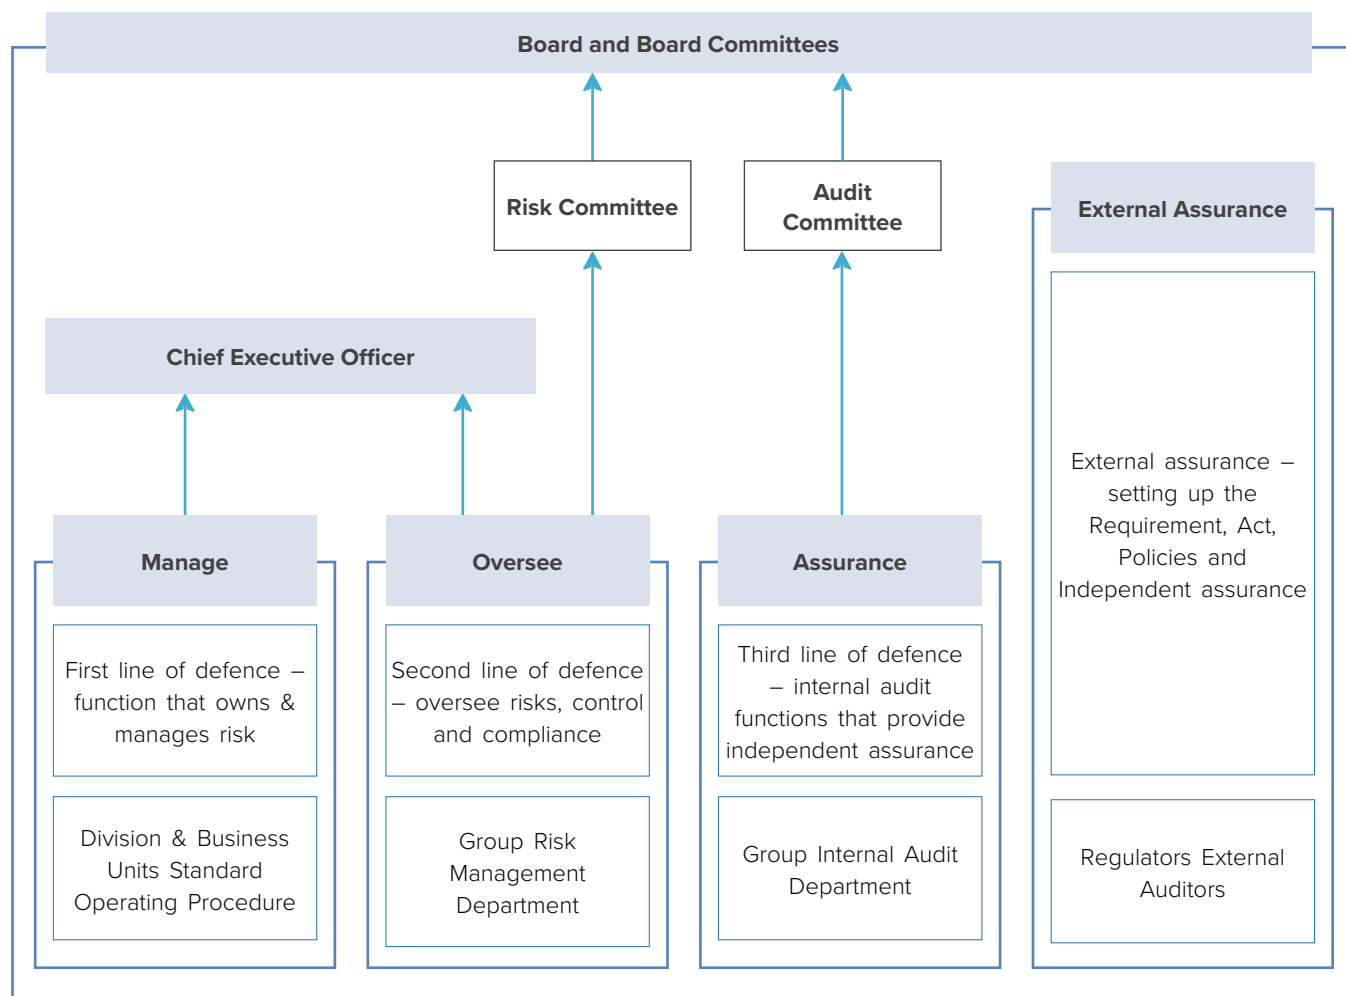 Board and Board Committees
Risk Committee
Audit
Committee
External Assurance
Chief Executive Officer
External assurance –
setting up the
Requirement, Act,
Policies and
Independent assurance
Manage
Oversee
Assurance
First line of defence –
function that owns &
manages risk
Second line of defence
– oversee risks, control
and compliance
Third line of defence
– internal audit
functions that provide
independent assurance
Division & Business
Units Standard
Operating Procedure
Group Risk
Management
Department
Group Internal Audit
Department
Regulators External
Auditors